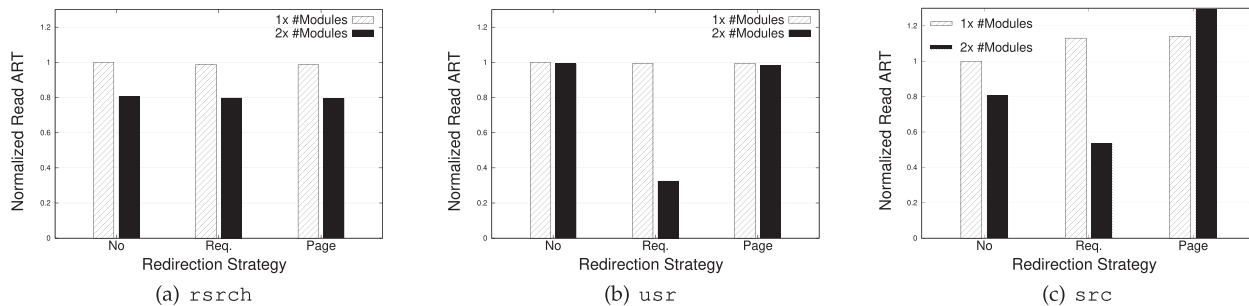 1.2
1
0.8
0.6
0.4
0.2
0
Normalized Read ART
1x #Modules
2x #Modules
No Req. Page
Redirection Strategy
(a) rsrch
1.2
1
0.8
0.6
0.4
0.2
0
Normalized Read ART
1x #Modules
2x #Modules
No Req. Page
Redirection Strategy
(b) usr
1.2
1
0.8
0.6
0.4
0.2
0
Normalized Read ART
1x #Modules
2x #Modules
No Req. Page
Redirection Strategy
(c) src